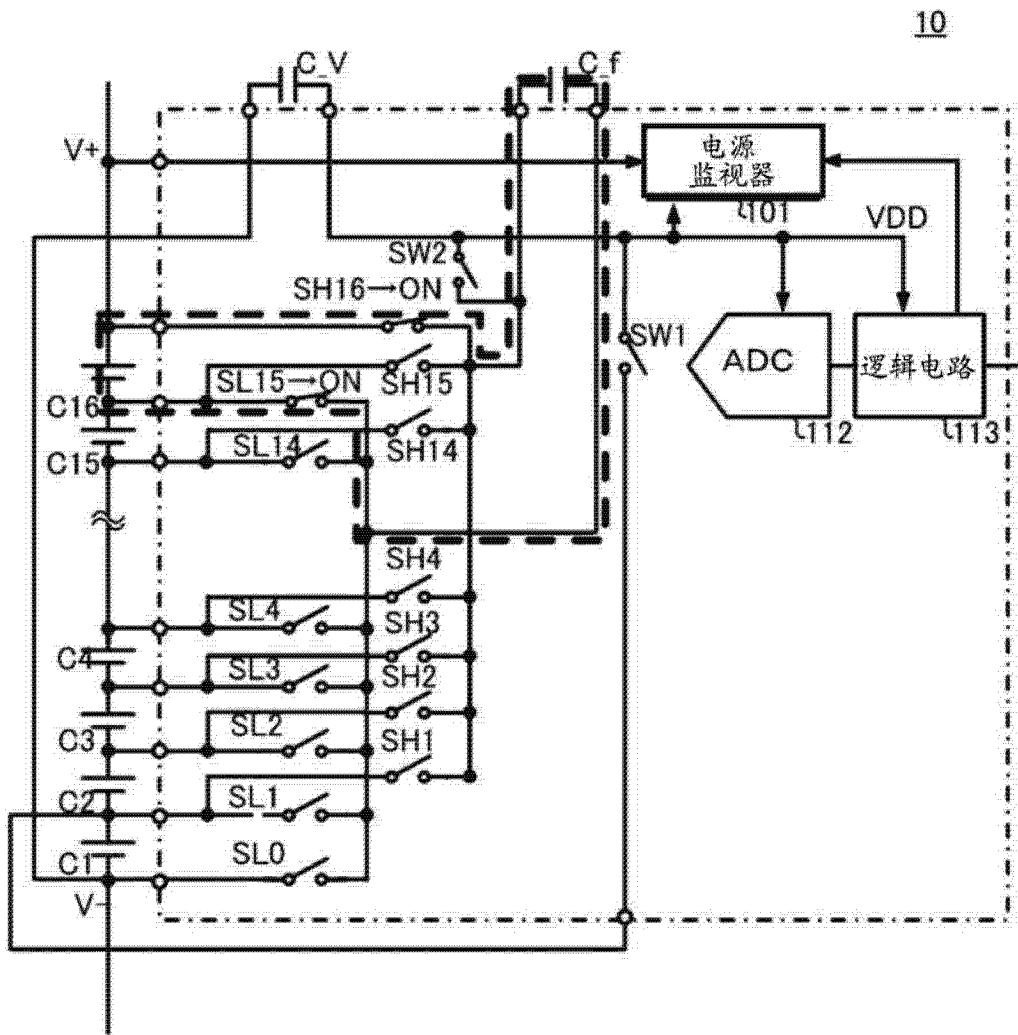 10
C_V
C_f
V+
电源
监视器
101
VDD
SW2
SH16→ON
SW1
ADC
逻辑电路
SL15→ON
SH15
C16
112
113
SL14
SH14
C15
SH4
SL4
SH3
C4
SL3
SH2
C3
SL2
SH1
C2
SL1
C1
SL0
V-